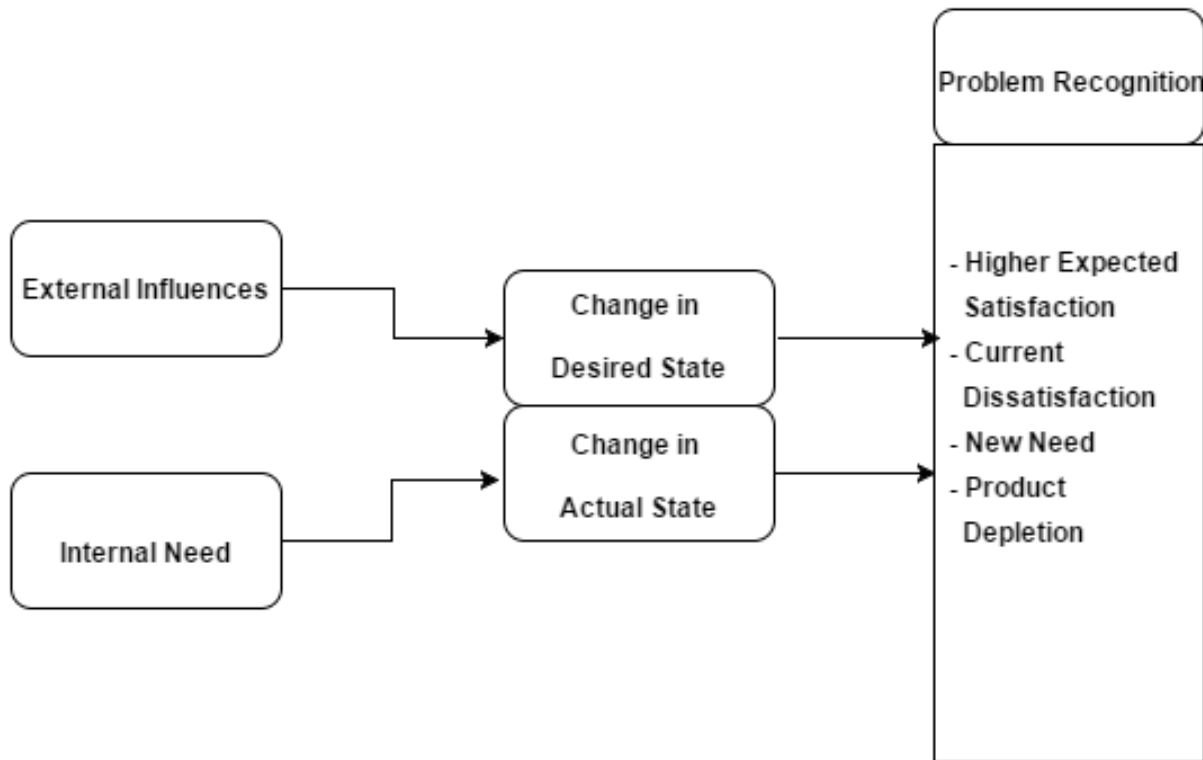 Problem Recognition
External Influences
Change in
Desired State
Change in
Actual State
Internal Need
- Higher Expected
Satisfaction
- Current
Dissatisfaction
- New Need
- Product
Depletion